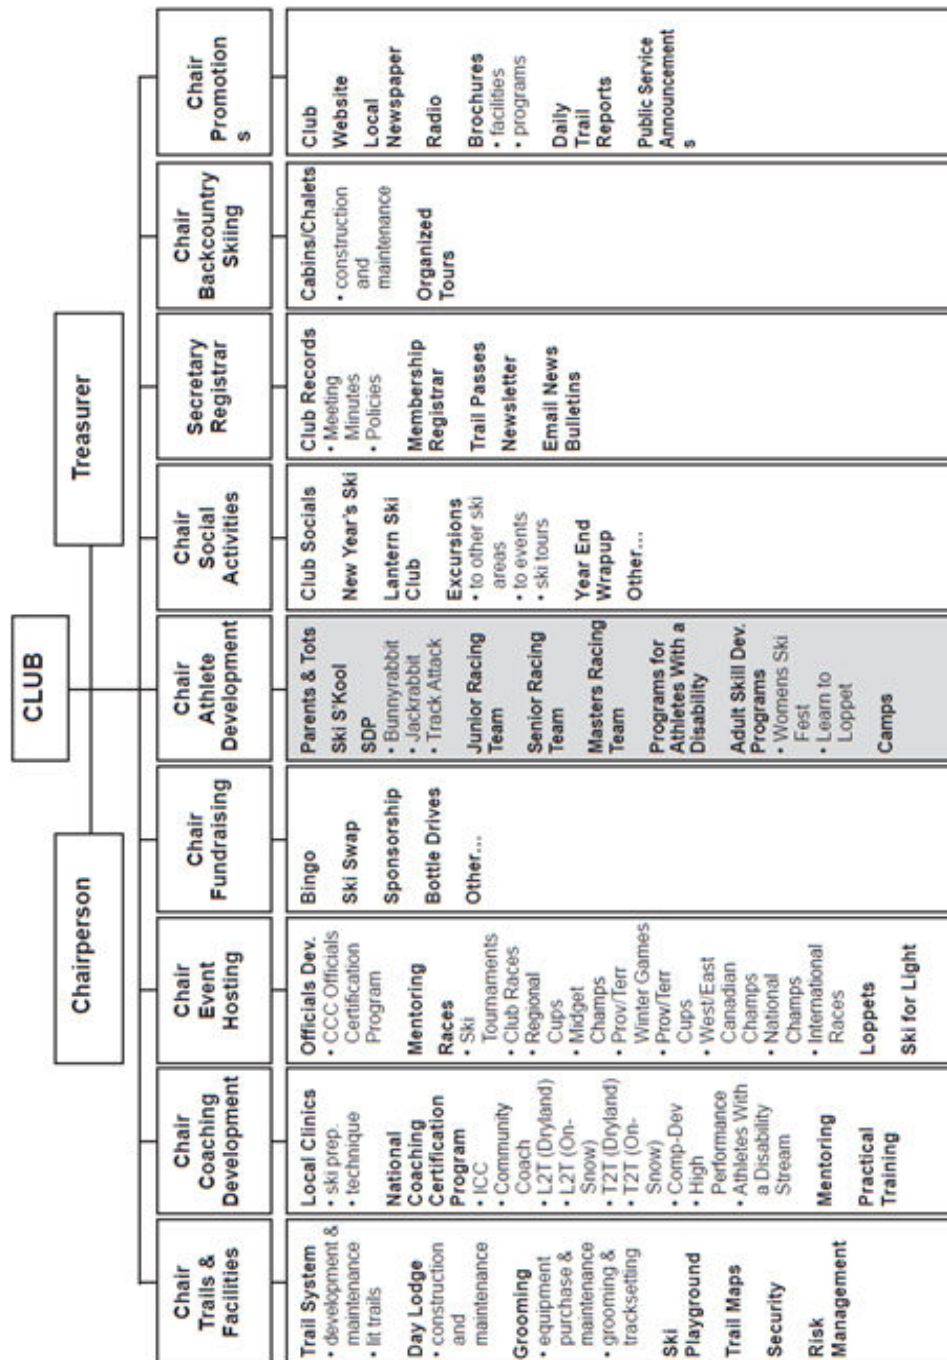 CLUB
Chairperson
Treasurer
Chair
Trails &
Facilities
Trail System
• development &
maintenance
• lit trails
Day Lodge
• construction
and
maintenance
Grooming
• equipment
purchase &
maintenance
• grooming &
tracksetting
Ski
Playground
Trail Maps
Security
Risk
Management
Chair
Coaching
Development
Local Clinics
• ski prep.
• technique
National
Coaching
Certification
Program
• ICC
• Community
Coach
• L2T (Dryland)
• L2T (On-
Snow)
• T2T (Dryland)
• T2T (On-
Snow)
• Comp-Dev
• High
Performance
• Athletes With
a Disability
Stream
Mentoring
Practical
Training
Chair
Event
Hosting
Officials Dev.
• CCC Officials
Certification
Program
Mentoring
Races
• Ski
Tournaments
• Club Races
• Regional
Cups
• Midget
Champs
• Prov/Terr
Winter Games
• Prov/Terr
Cups
• West/East
Canadian
Champs
• National
Champs
• International
Races
Loppets
Ski for Light
Chair
Fundraising
Bingo
Ski Swap
Sponsorship
Bottle Drives
Other...
Chair
Athlete
Development
Parents & Tots
Ski S'Kool
SDP
• Bunnyrabbit
• Jackrabbit
• Track Attack
Junior Racing
Team
Senior Racing
Team
Masters Racing
Team
Programs for
Athletes With a
Disability
Adult Skill Dev.
Programs
• Womens Ski
Fest
• Learn to
Loppet
Camps
Chair
Social
Activities
Club Socials
New Year's Ski
Lantern Ski
Club
Excursions
• to other ski
areas
• to events
• ski tours
Year End
Wrapup
Other...
Secretary
Registrar
Club Records
• Meeting
Minutes
• Policies
Membership
Registrar
Trail Passes
Newsletter
Email News
Bulletins
Chair
Backcountry
Skiing
Cabins/Chalets
• construction
and
maintenance
Organized
Tours
Chair
Promotion
s
Club
Website
Local
Newspaper
Radio
Brochures
• facilities
• programs
Daily
Trail
Reports
Public Service
Announcement
s